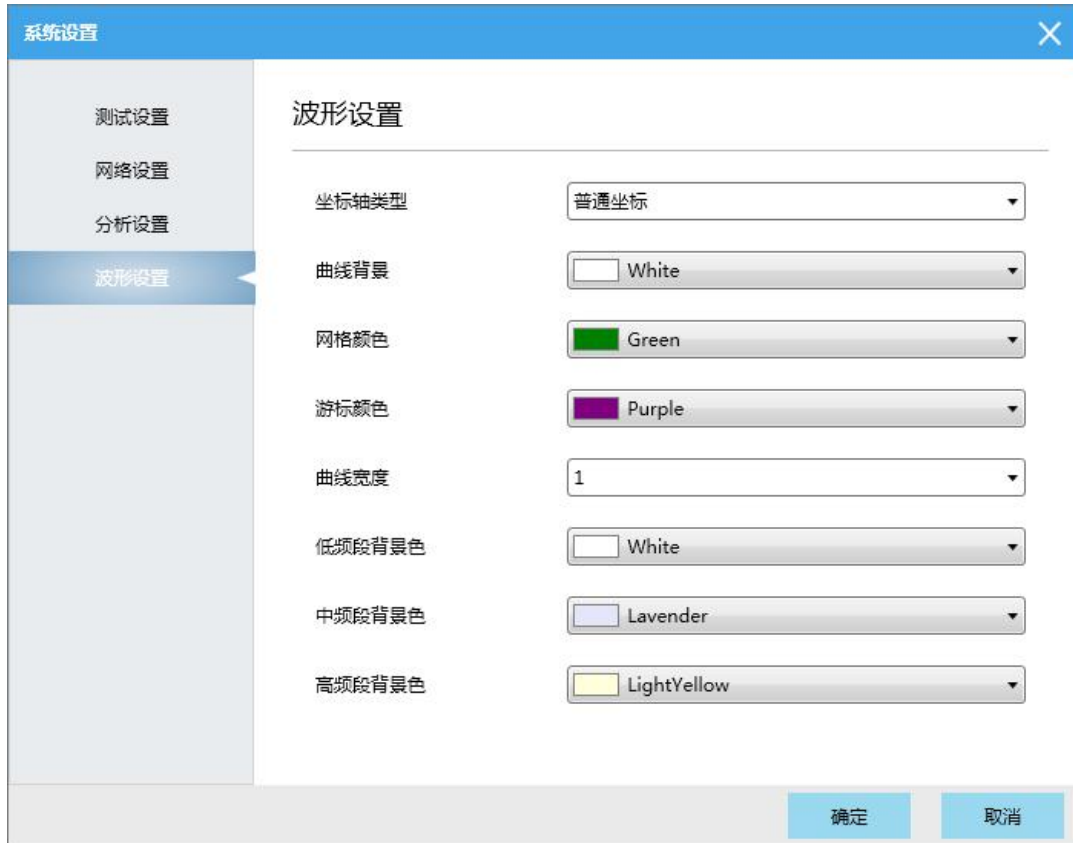 系统设置
测试设置
网络设置
分析设置
波形设置
波形设置
坐标轴类型 普通坐标
曲线背景 White
网格颜色 Green
游标颜色 Purple
曲线宽度 1
低频段背景色 White
中频段背景色 Lavender
高频段背景色 LightYellow
确定 取消